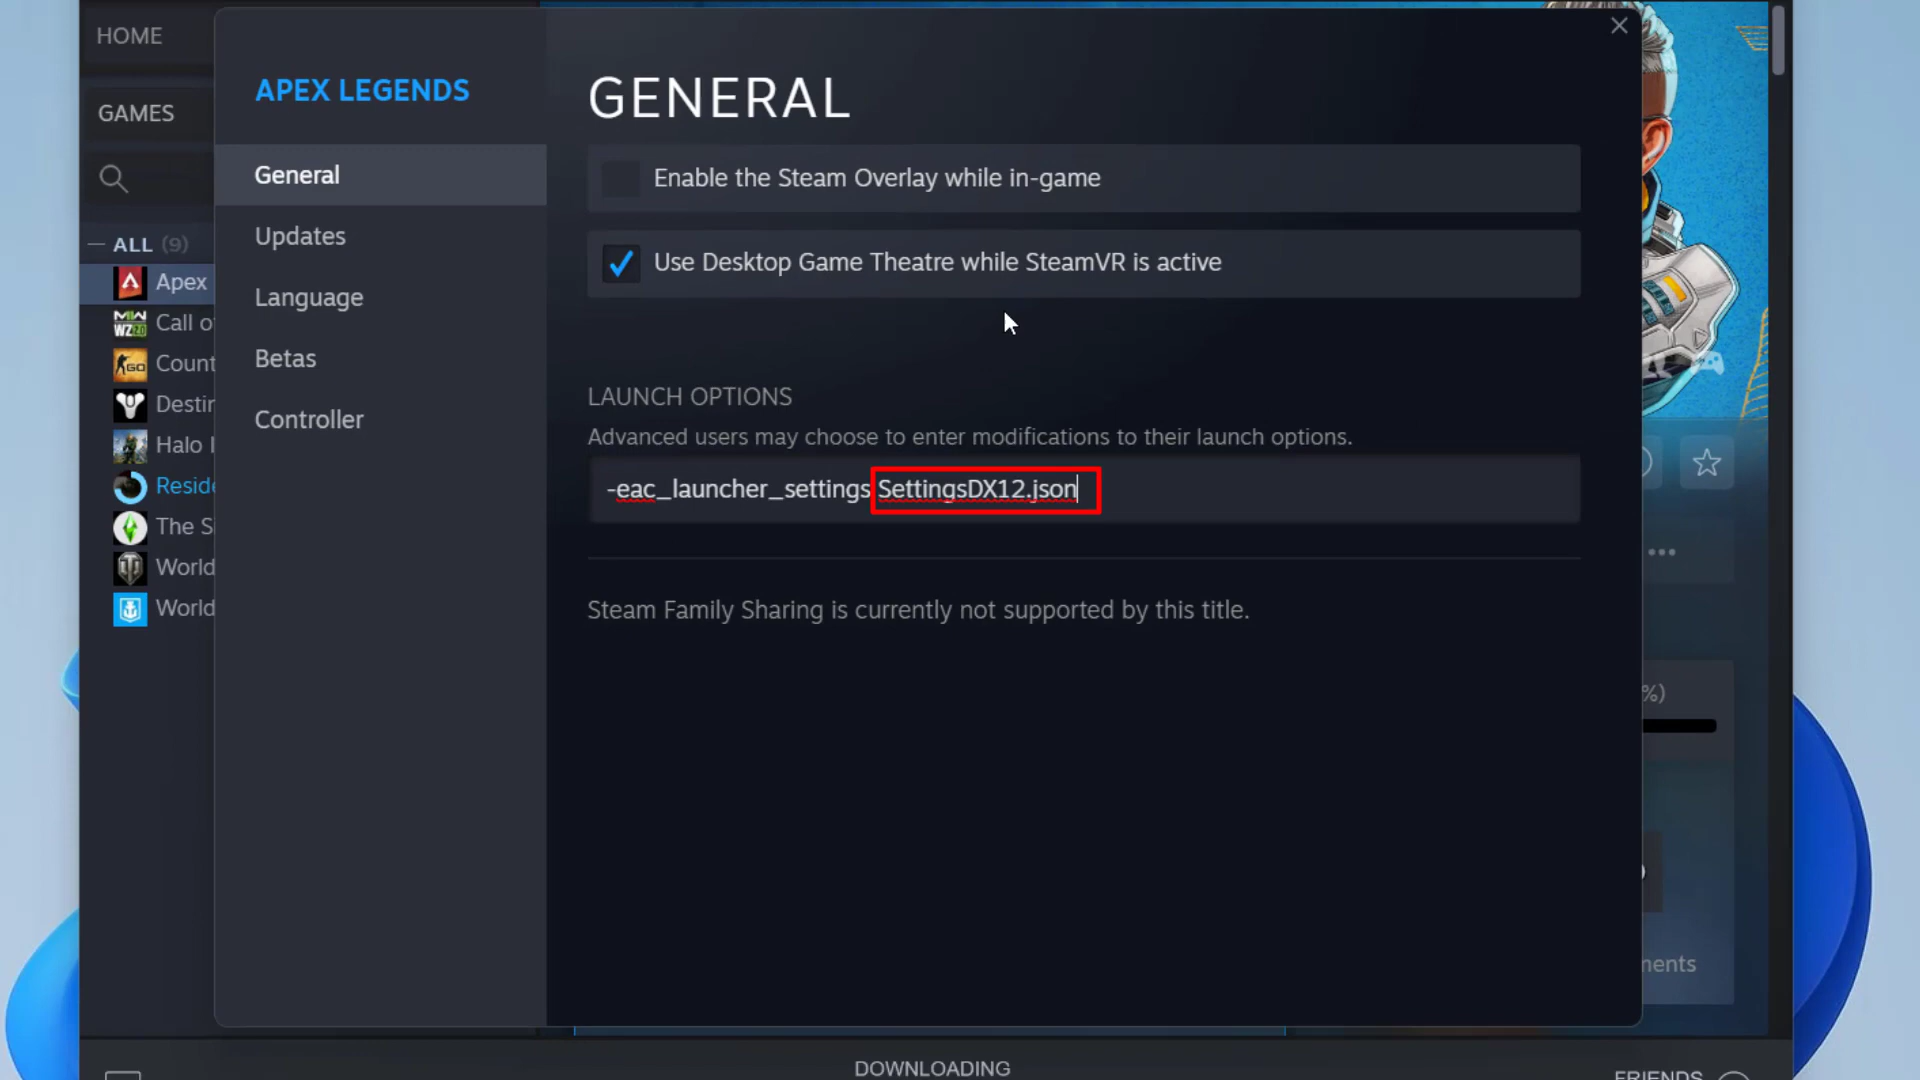 HOME
GAMES
ALL (9)
Apex
Call o
Count
Destin
Halo I
Reside
The S
World
World
APEX LEGENDS
General
Updates
Language
Betas
Controller
GENERAL
Enable the Steam Overlay while in-game
Use Desktop Game Theatre while SteamVR is active
LAUNCH OPTIONS
Advanced users may choose to enter modifications to their launch options.
-eac_launcher_settings SettingsDX12.json
Steam Family Sharing is currently not supported by this title.
%)
ments
DOWNLOADING
FRIENDS